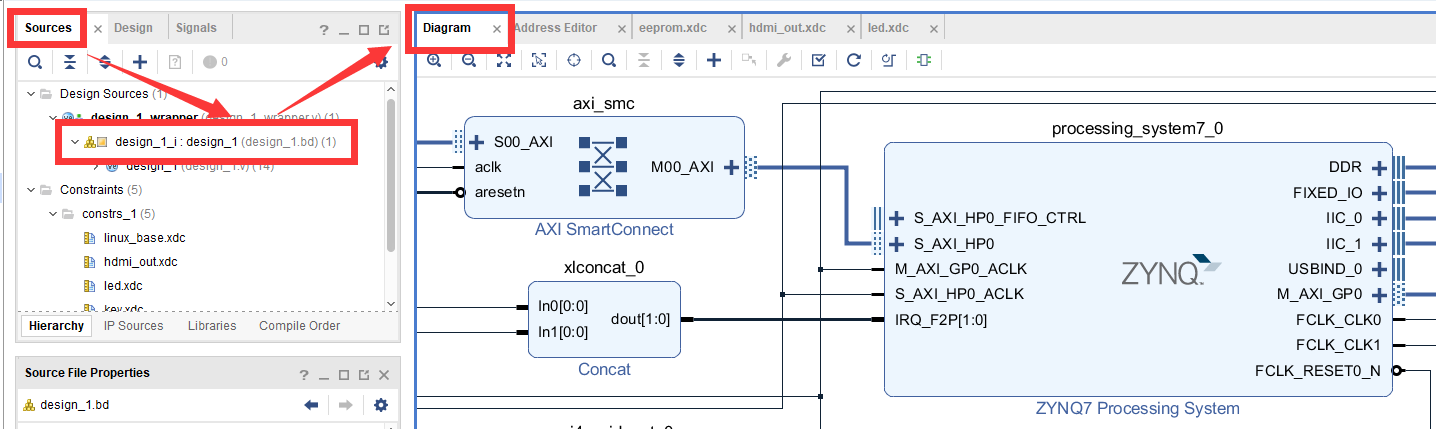 Sources
Design
Signals
0
Design Sources (1)
design_1_wrapper (design_1_wrapper.v) (1)
design_1_i : design_1 (design_1.bd) (1)
design_1 (design_1.v) (14)
Constraints (5)
constrs_1 (5)
linux_base.xdc
hdmi_out.xdc
led.xdc
key.xdc
Hierarchy
IP Sources
Libraries
Compile Order
Source File Properties
design_1.bd
Diagram
Address Editor
eeprom.xdc
hdmi_out.xdc
led.xdc
axi_smc
S00_AXI
aclk
aresetn
M00_AXI
AXI SmartConnect
xlconcat_0
In0[0:0]
In1[0:0]
dout[1:0]
Concat
processing_system7_0
S_AXI_HP0_FIFO_CTRL
S_AXI_HP0
M_AXI_GP0_ACLK
S_AXI_HP0_ACLK
IRQ_F2P[1:0]
ZYNQ
DDR
FIXED_IO
IIC_0
IIC_1
USBIND_0
M_AXI_GP0
FCLK_CLK0
FCLK_CLK1
FCLK_RESET0_N
ZYNQ7 Processing System